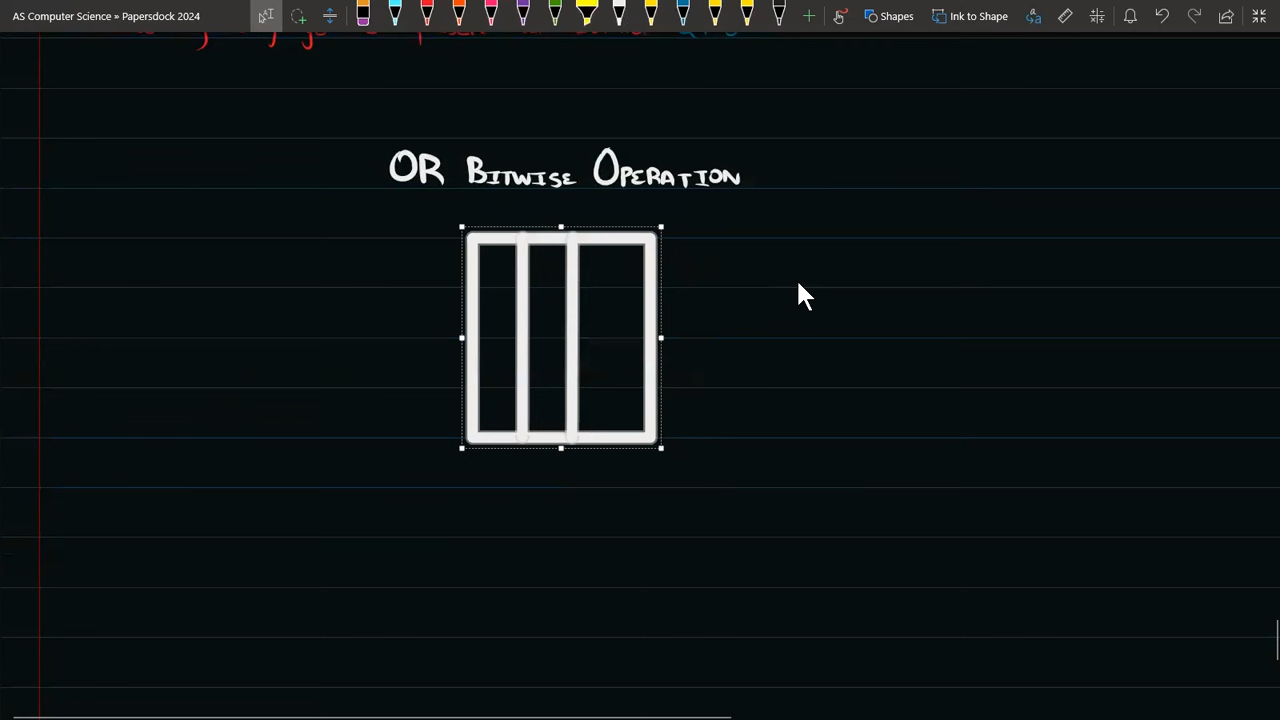 AS Computer Science » Papersdock 2024
Shapes
Ink to Shape
OR BITWISE OPERATION